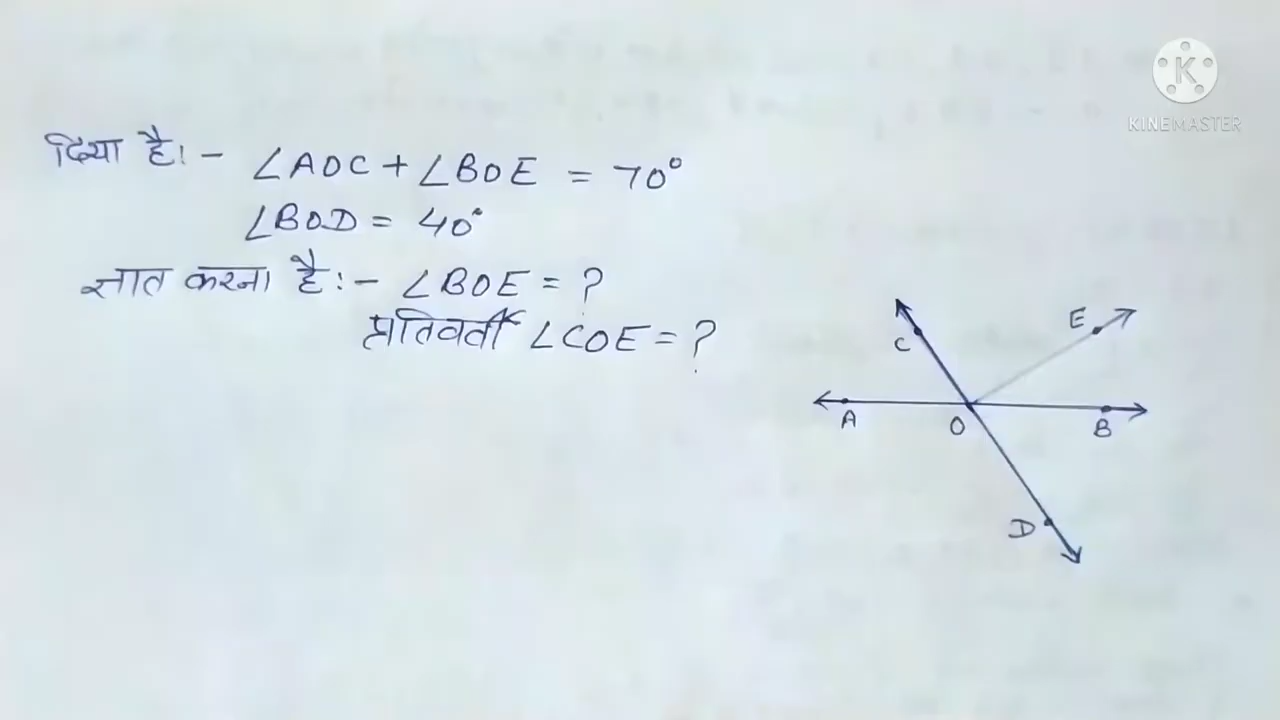 दिया है। - ∠AOC + ∠BOE = 70°
∠BOD = 40°
ज्ञात करना है:- ∠BOE = ?
प्रतिवर्ती ∠COE = ?
K
KINEMASTER
C
E
A
O
B
D